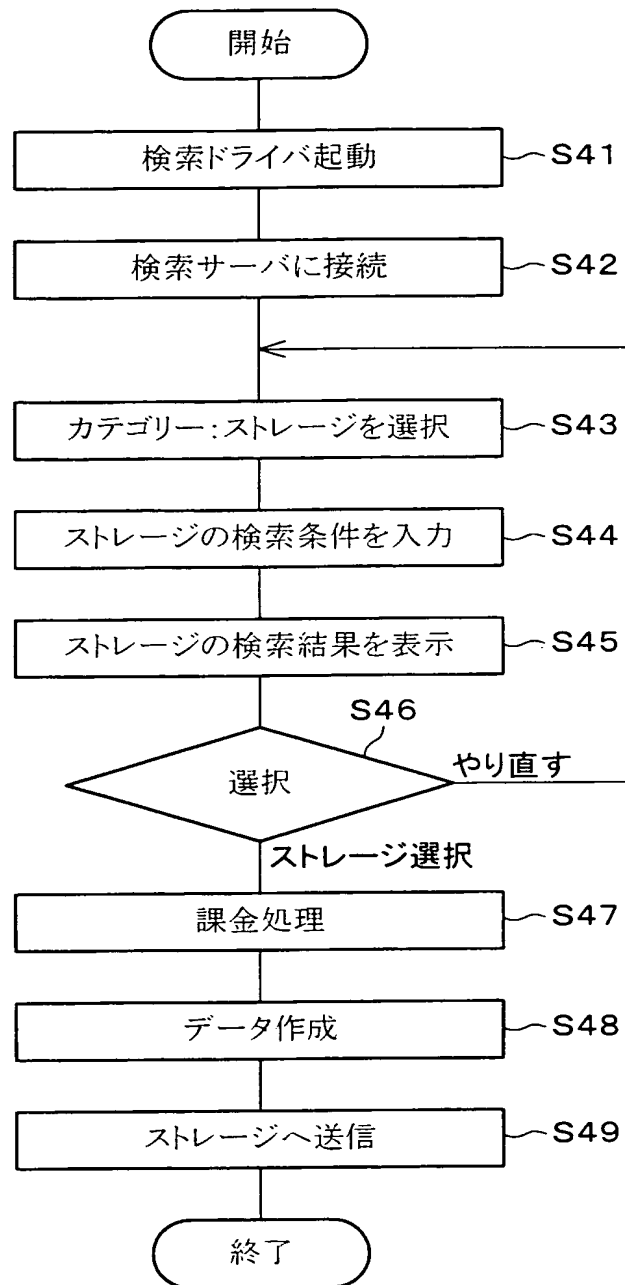 開始
検索ドライバ起動 S41
検索サーバに接続 S42
カテゴリー:ストレージを選択 S43
ストレージの検索条件を入力 S44
ストレージの検索結果を表示 S45
S46
選択 やり直す
ストレージ選択
課金処理 S47
データ作成 S48
ストレージへ送信 S49
終了